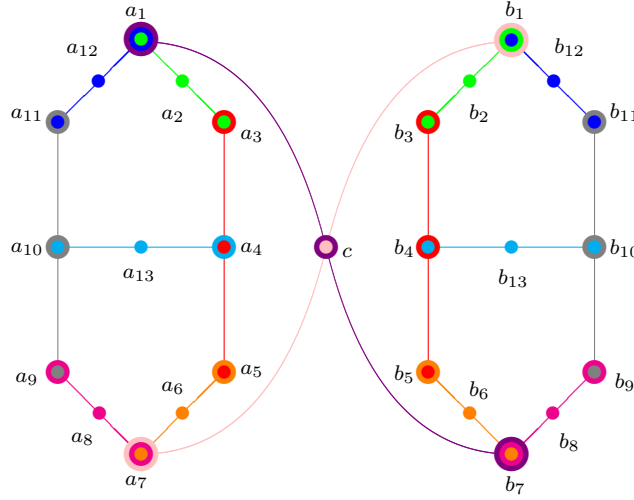 a₁ b₁
a₁₂ b₁₂
a₂ b₂
a₁₁ a₃ b₃ b₁₁
a₁₀ a₄ c b₄ b₁₀
a₁₃ b₁₃
a₉ a₅ b₅ b₉
a₆ b₆
a₈ b₈
a₇ b₇